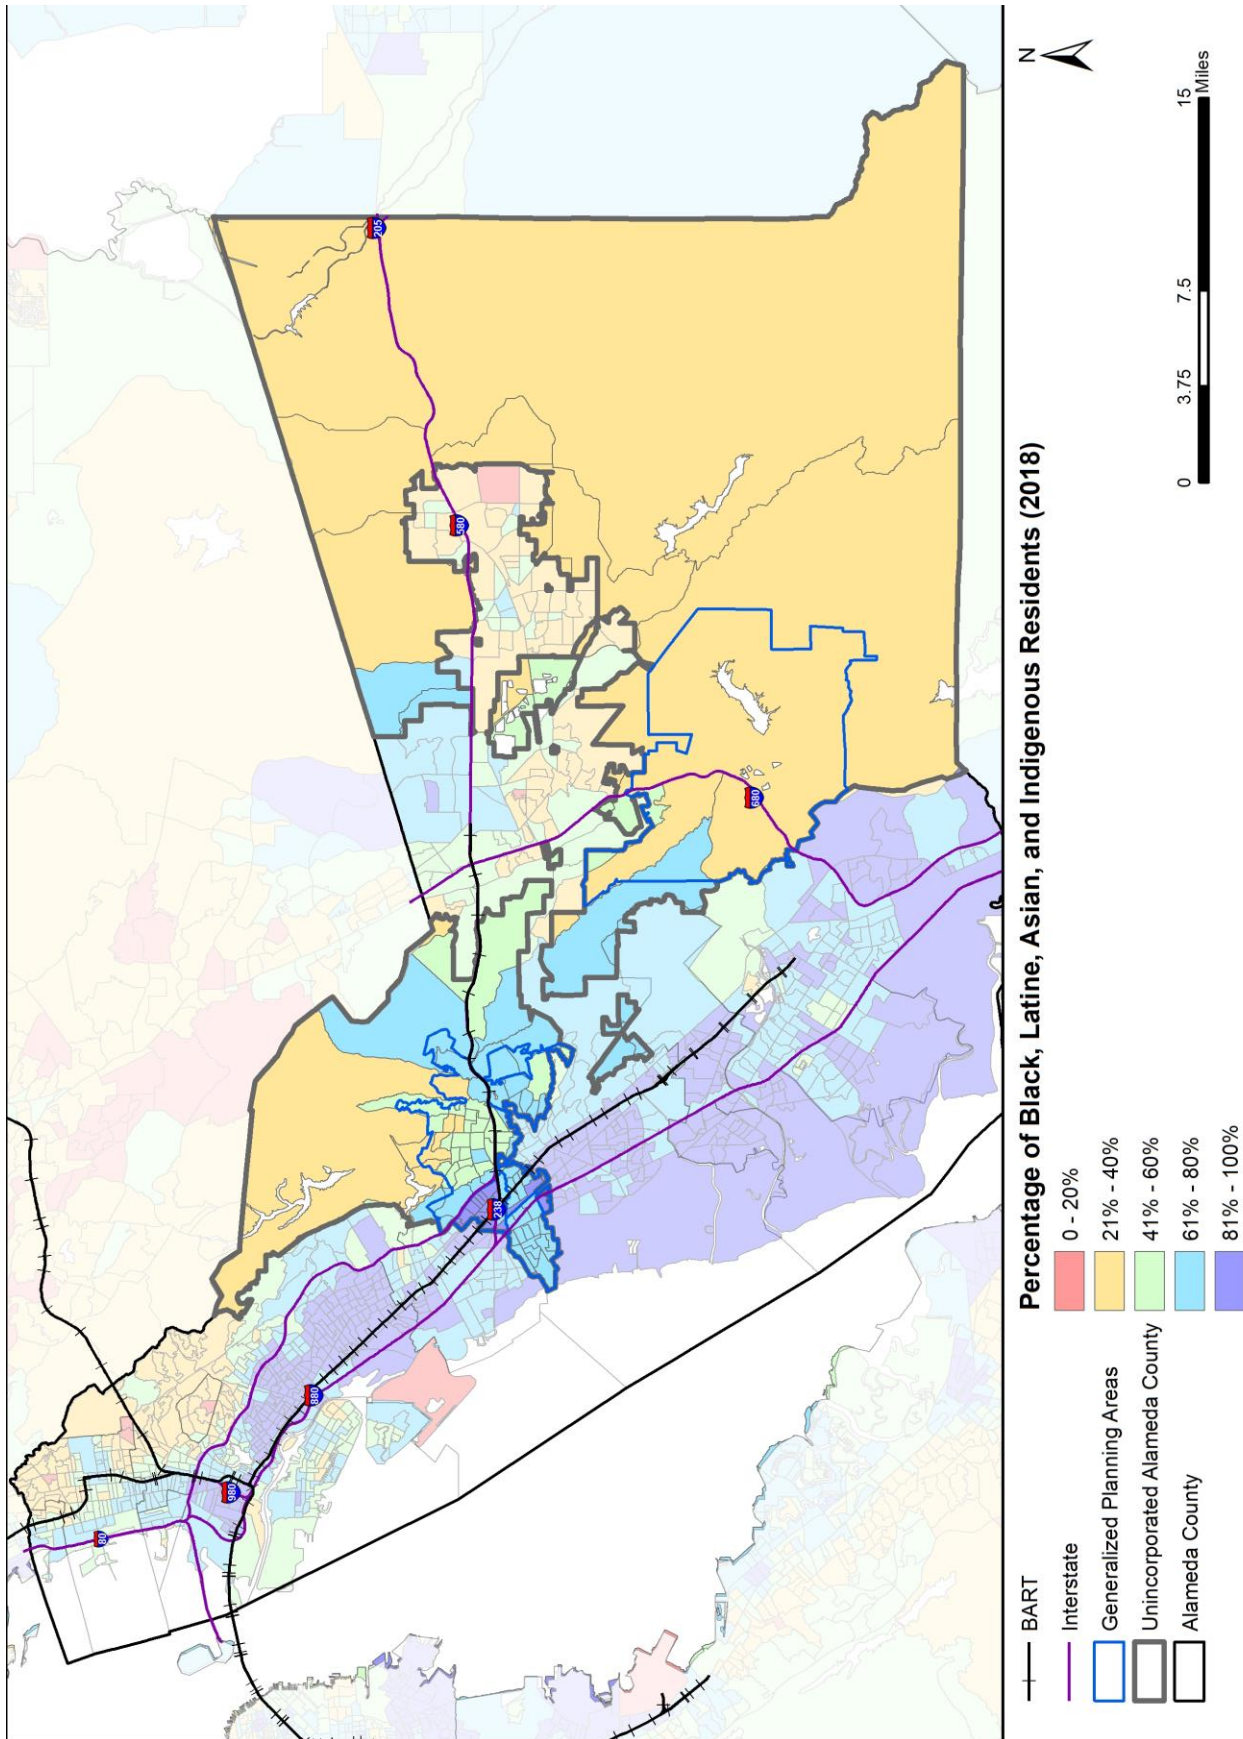 N
80
980
880
238
580
205
680
Percentage of Black, Latine, Asian, and Indigenous Residents (2018)
BART
Interstate
Generalized Planning Areas
Unincorporated Alameda County
Alameda County
0 - 20%
21% - 40%
41% - 60%
61% - 80%
81% - 100%
0 3.75 7.5 15
Miles